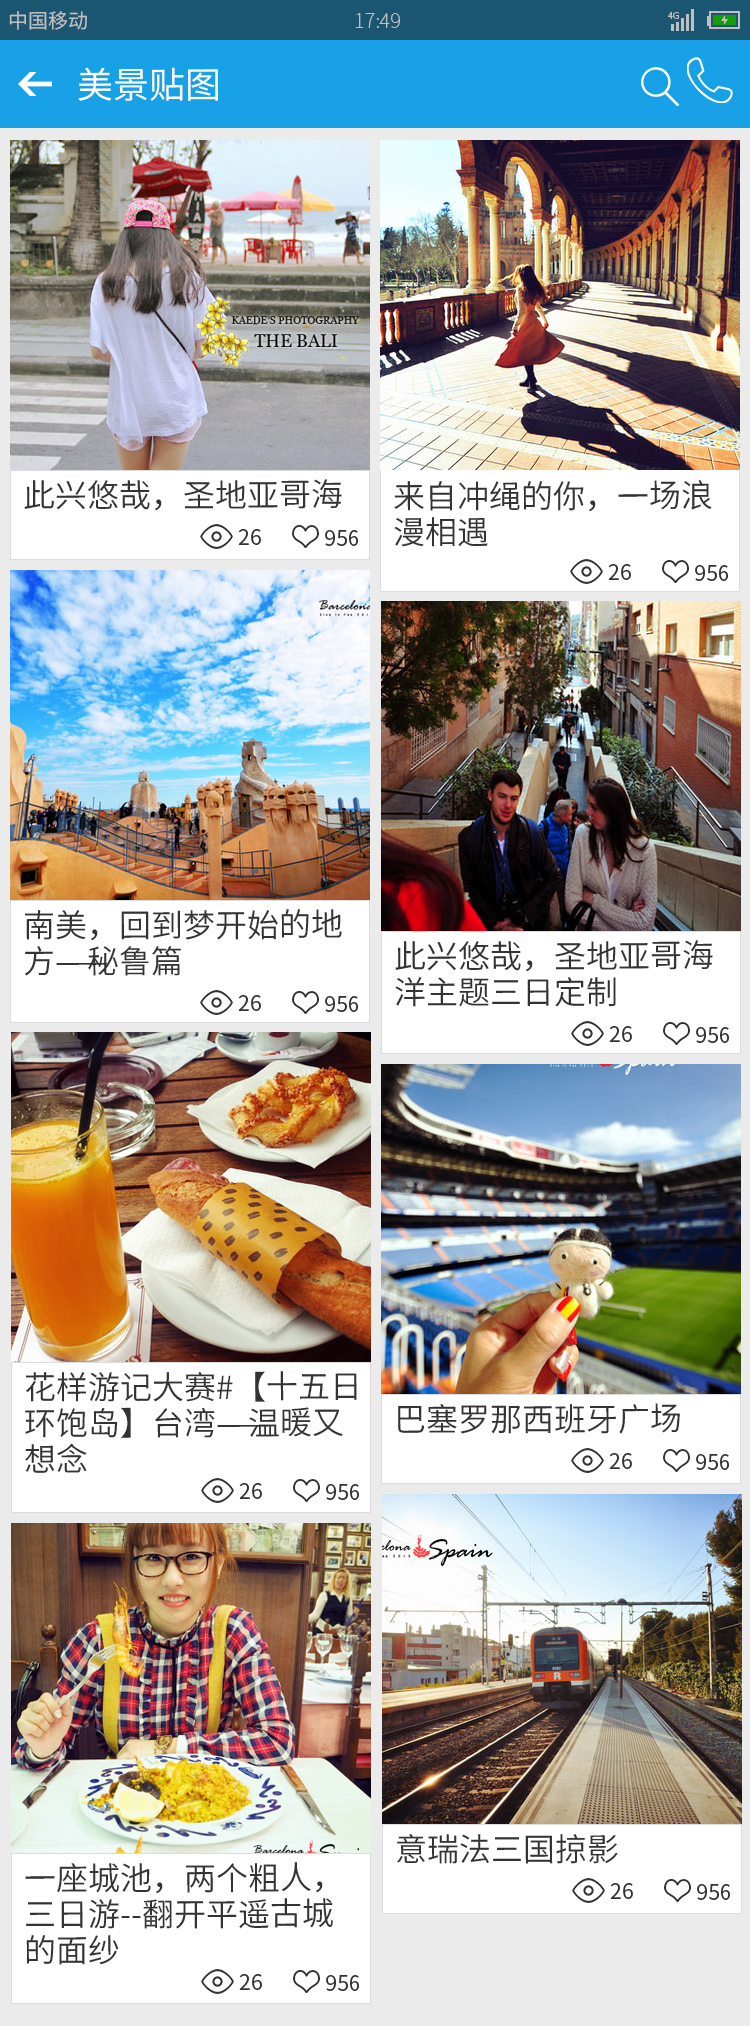 中国移动 17:49 4G
美景贴图
KAEDE'S PHOTOGRAPHY
THE BALI
此兴悠哉，圣地亚哥海
26 956
来自冲绳的你，一场浪
漫相遇
26 956
Barcelona
南美，回到梦开始的地
方——秘鲁篇
26 956
此兴悠哉，圣地亚哥海
洋主题三日定制
26 956
花样游记大赛#【十五日
环饱岛】台湾——温暖又
想念
26 956
Spain
巴塞罗那西班牙广场
26 956
Barcelona Spain
一座城池，两个粗人，
三日游--翻开平遥古城
的面纱
26 956
elona Spain
R
意瑞法三国掠影
26 956